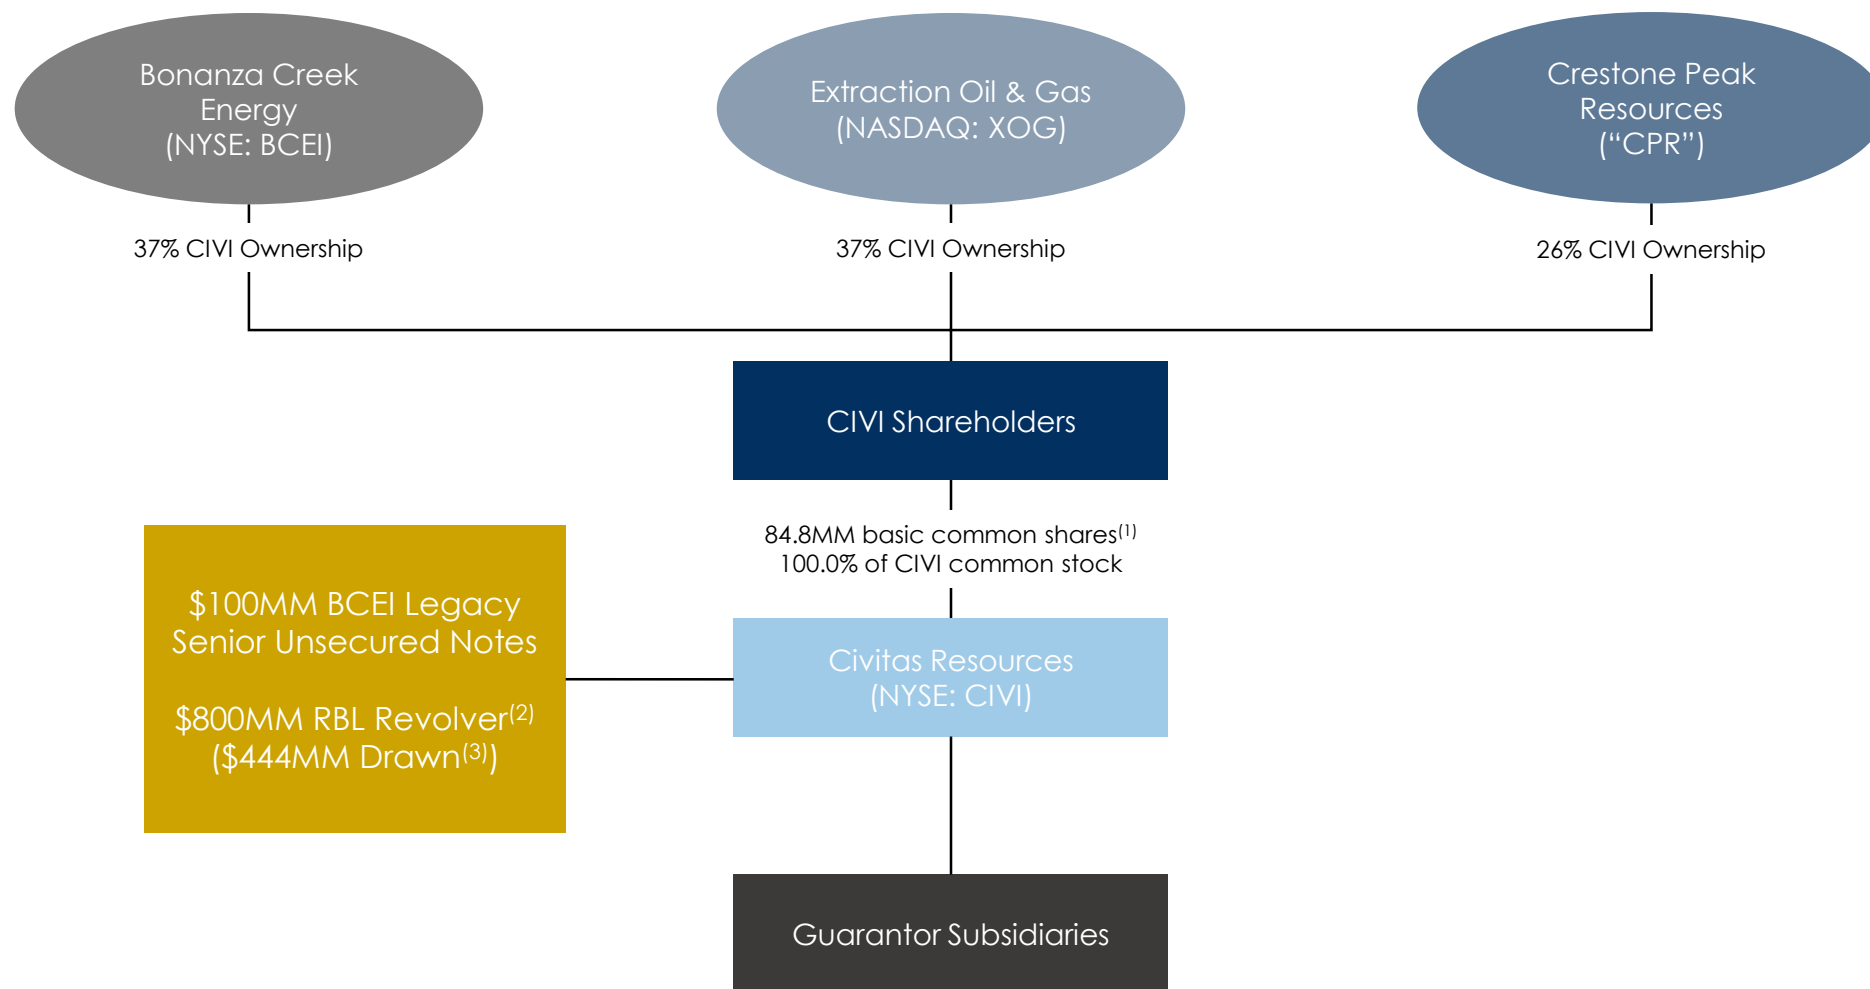 Bonanza Creek
Energy
(NYSE: BCEI)
Extraction Oil & Gas
(NASDAQ: XOG)
Crestone Peak
Resources
(“CPR”)
37% CIVI Ownership
37% CIVI Ownership
26% CIVI Ownership
CIVI Shareholders
84.8MM basic common shares(1)
100.0% of CIVI common stock
$100MM BCEI Legacy
Senior Unsecured Notes
$800MM RBL Revolver(2)
($444MM Drawn(3))
Civitas Resources
(NYSE: CIVI)
Guarantor Subsidiaries